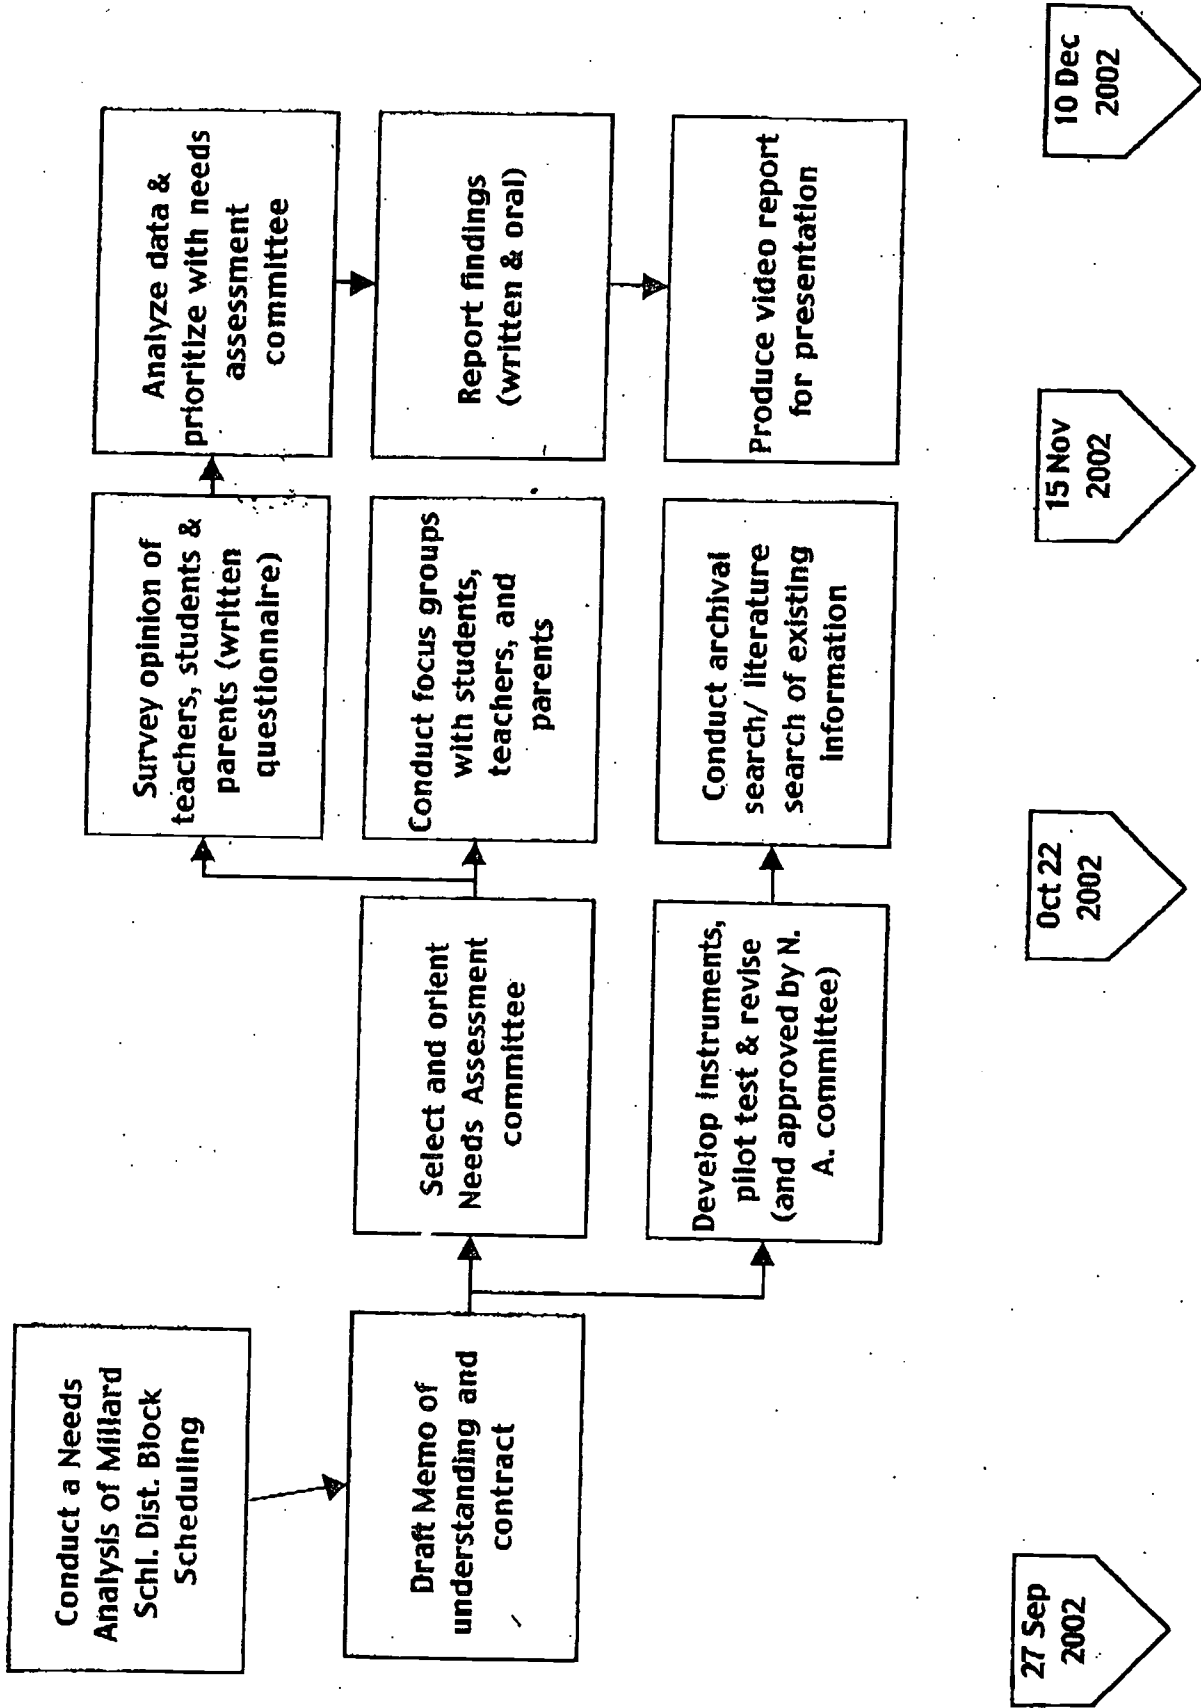 Conduct a Needs
Analysis of Millard
Schl. Dist. Block
Scheduling
Draft Memo of
understanding and
contract
Select and orient
Needs Assessment
committee
Develop instruments,
pilot test & revise
(and approved by N.
A. committee)
Survey opinion of
teachers, students &
parents (written
questionnaire)
Conduct focus groups
with students,
teachers, and
parents
Conduct archival
search/ literature
search of existing
information
Analyze data &
prioritize with needs
assessment
committee
Report findings
(written & oral)
Produce video report
for presentation
27 Sep
2002
Oct 22
2002
15 Nov
2002
10 Dec
2002